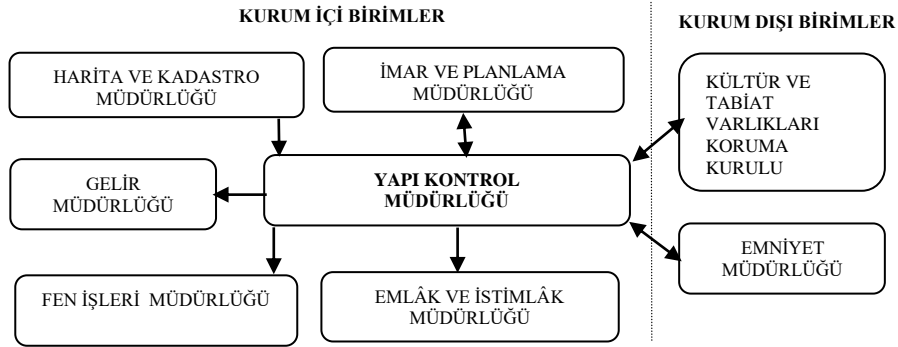 KURUM İÇİ BİRİMLER
KURUM DIŞI BİRİMLER
HARİTA VE KADASTRO
MÜDÜRLÜĞÜ
İMAR VE PLANLAMA
MÜDÜRLÜĞÜ
KÜLTÜR VE
TABİAT
VARLIKLARI
KORUMA
KURULU
GELİR
MÜDÜRLÜĞÜ
YAPI KONTROL
MÜDÜRLÜĞÜ
EMNİYET
MÜDÜRLÜĞÜ
FEN İŞLERİ MÜDÜRLÜĞÜ
EMLÂK VE İSTİMLÂK
MÜDÜRLÜĞÜ